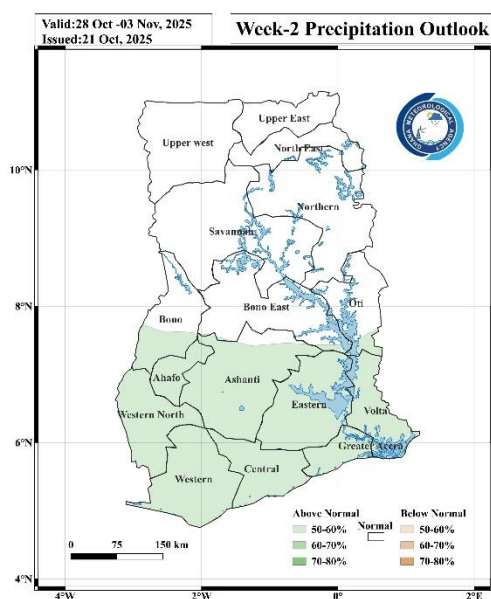 Valid:28 Oct -03 Nov, 2025
Issued:21 Oct, 2025
Week-2 Precipitation Outlook
GHANA METEOROLOGICAL AGENCY
Upper East
Upper west
North East
10°N
Northern
Savannah
Oti
8°N
Bono
Bono East
Ahafo
Ashanti
Eastern
Western North
Volta
6°N
Greater Accra
Central
Western
Above Normal
Below Normal
Normal
50-60%
50-60%
60-70%
60-70%
70-80%
70-80%
0 75 150 km
4°N
4°W
2°W
0°
2°E